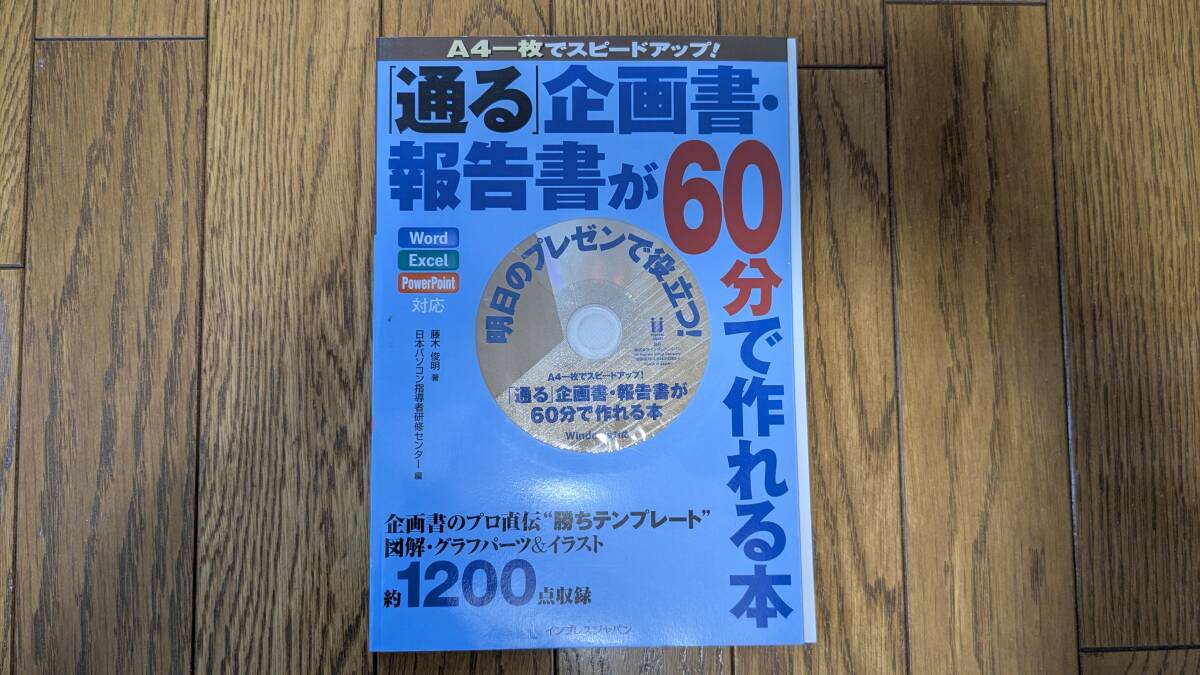 A4一枚でスピードアップ!
「通る」企画書・
報告書が
60分で作れる本
Word
Excel
PowerPoint
対応
藤木 俊明 著
日本パソコン指導者研修センター 編
明日のプレゼンで役立つ!
A4一枚でスピードアップ!
「通る」企画書・報告書が
60分で作れる本
企画書のプロ直伝“勝ちテンプレート”
図解・グラフパーツ&イラスト
約1200点収録
インプレスジャパン